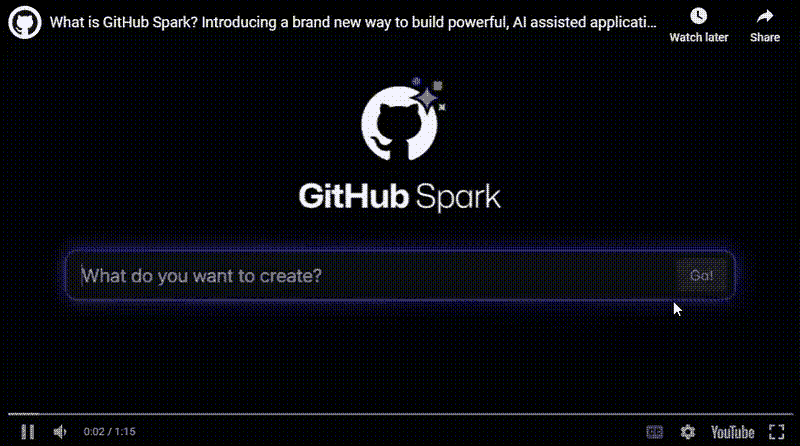 What is GitHub Spark? Introducing a brand new way to build powerful, AI assisted applicati...
Watch later
Share
GitHub Spark
What do you want to create?
Go!
0:02 / 1:15
CC
YouTube